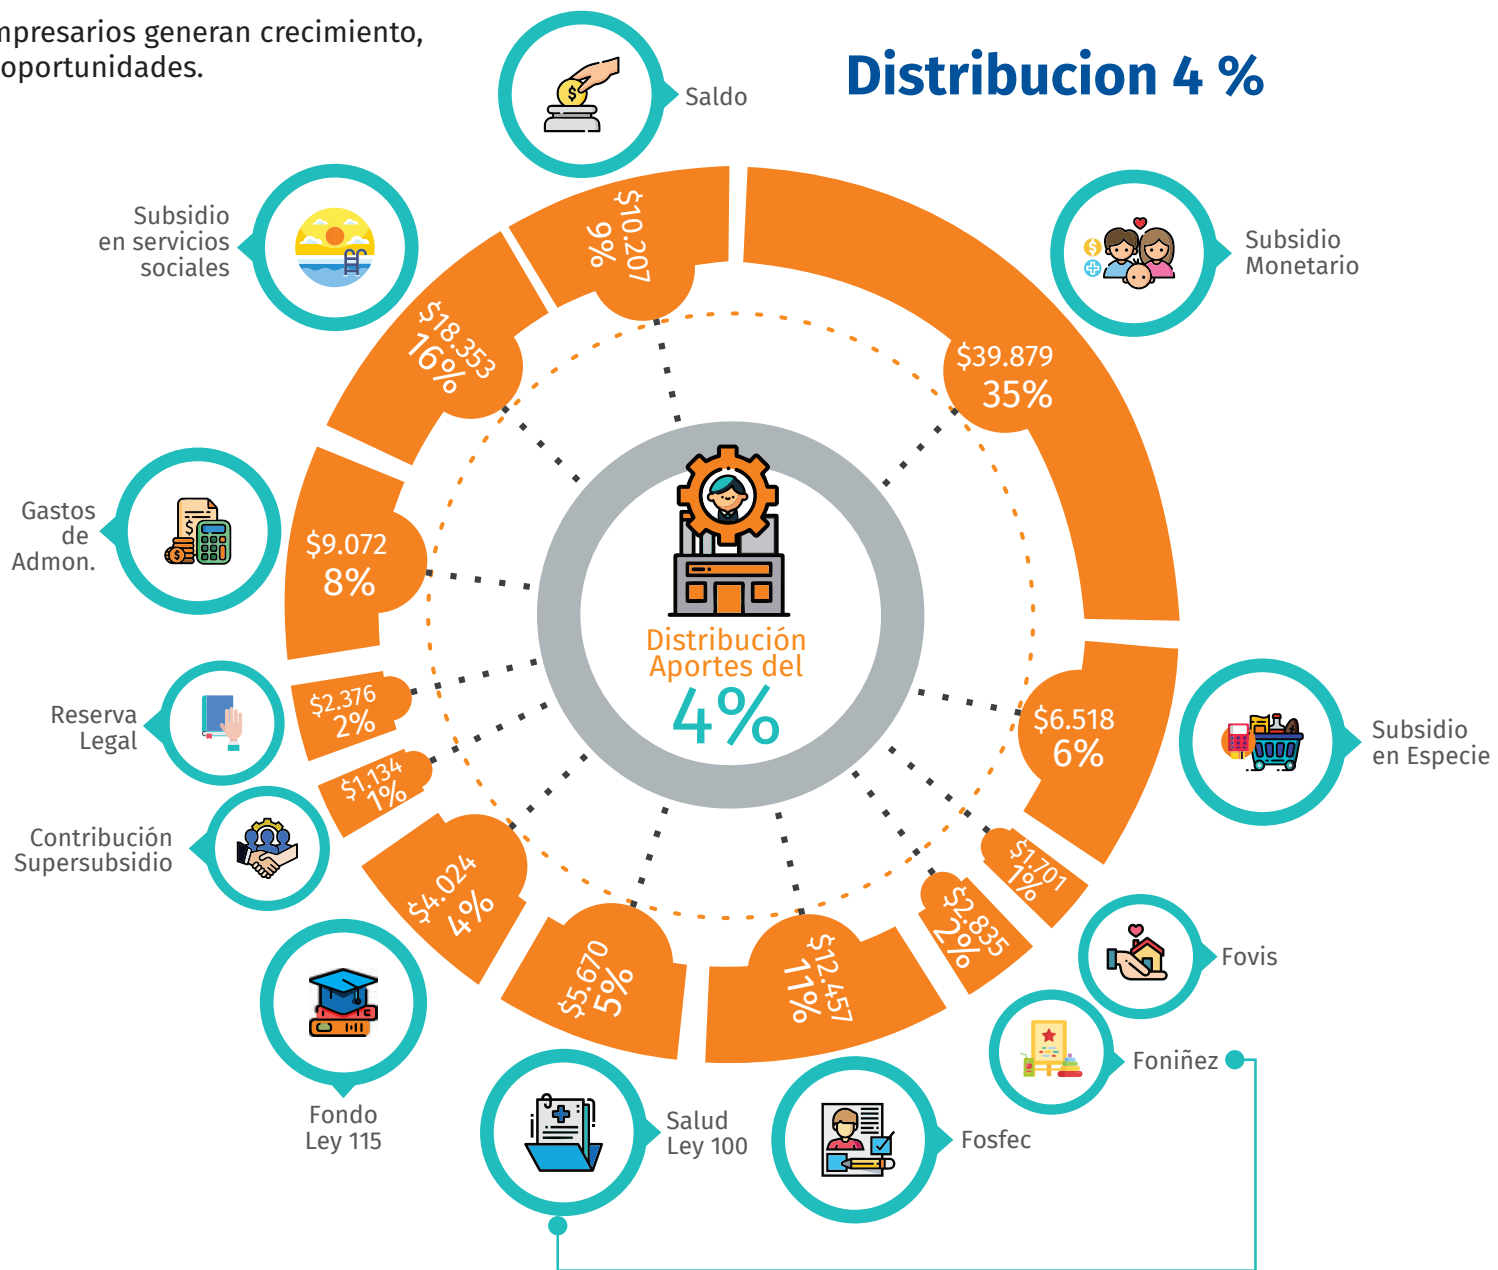 mpresarios generan crecimiento,
oportunidades.
Distribucion 4 %
Saldo
$10.207
9%
Subsidio
Monetario
$39.879
35%
Subsidio
en Especie
$6.518
6%
Fovis
$1.701
1%
Foniñez
$2.835
2%
Fosfec
$12.457
11%
Salud
Ley 100
$5.670
5%
Fondo
Ley 115
$4.024
4%
Contribución
Supersubsidio
$1.134
1%
Reserva
Legal
$2.376
2%
Gastos
de
Admon.
$9.072
8%
Subsidio
en servicios
sociales
$18.353
16%
Distribución
Aportes del
4%